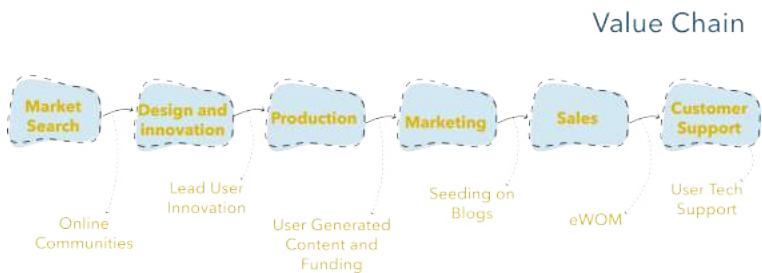 Value Chain
Market
Search
Design and
innovation
Production
Marketing
Sales
Customer
Support
Online
Communities
Lead User
Innovation
User Generated
Content and
Funding
Seeding on
Blogs
eWOM
User Tech
Support